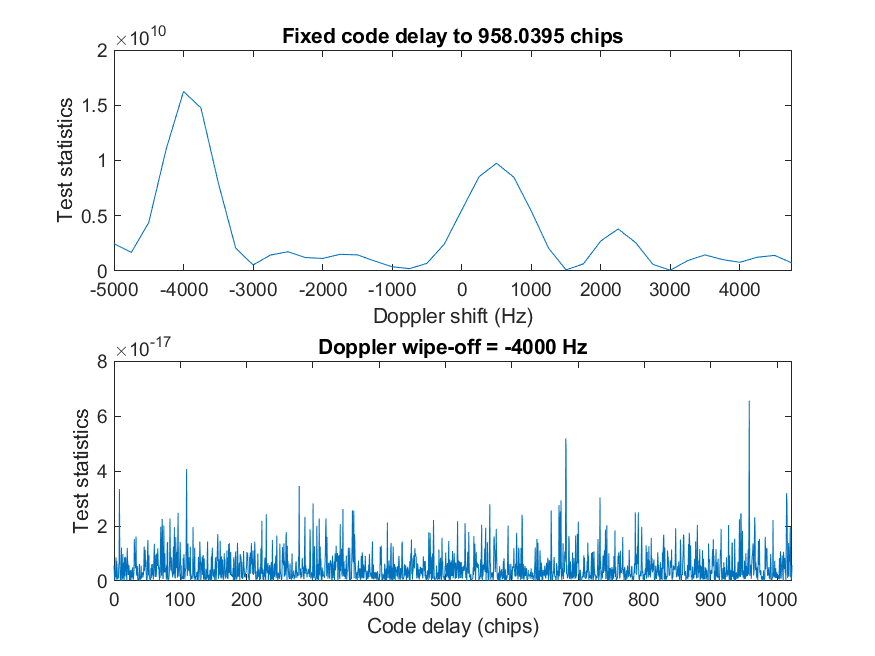 ×10^10
Fixed code delay to 958.0395 chips
2
1.5
1
0.5
0
Test statistics
-5000 -4000 -3000 -2000 -1000 0 1000 2000 3000 4000
Doppler shift (Hz)
×10^-17
Doppler wipe-off = -4000 Hz
8
6
4
2
0
Test statistics
0 100 200 300 400 500 600 700 800 900 1000
Code delay (chips)